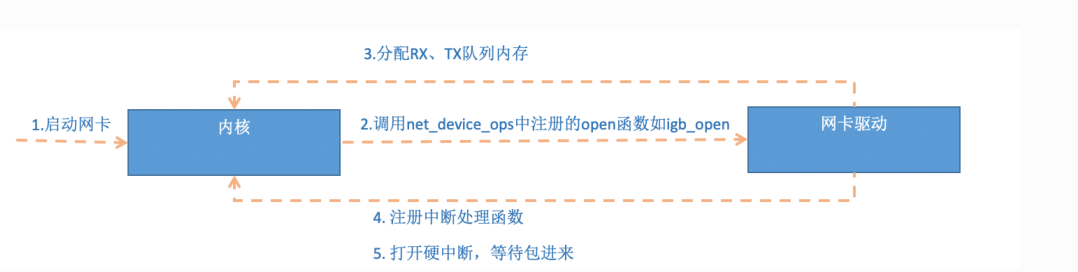 3.分配RX、TX队列内存
1.启动网卡
内核
2.调用net_device_ops中注册的open函数如igb_open
网卡驱动
4. 注册中断处理函数
5. 打开硬中断，等待包进来